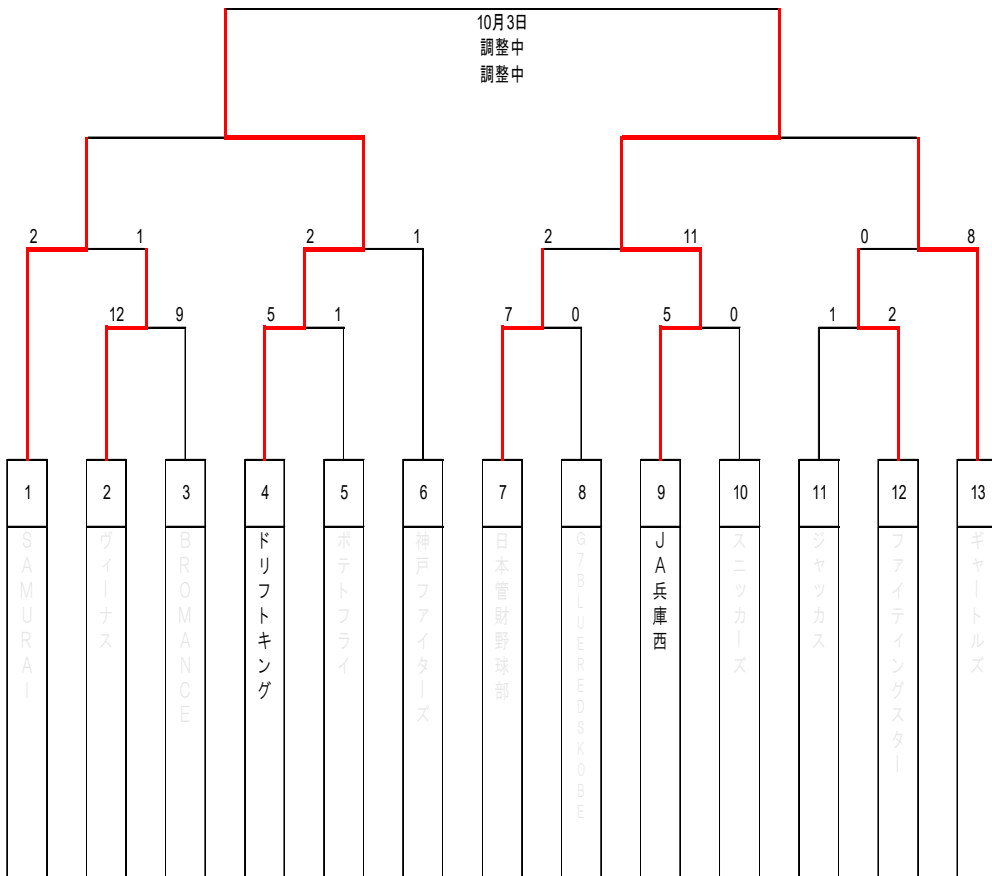 10月3日
調整中
調整中
2 1 2 1 2 11 0 8
12 9 5 1 7 0 5 0 1 2
1 2 3 4 5 6 7 8 9 10 11 12 13
SAMURAI
ヴィーナス
BROMANCE
ドリフトキング
ポテトフライ
神戸ファイターズ
日本管財野球部
G7BLUEREDSKOBE
JA兵庫西
スニッカーズ
ジャッカス
ファイティングスター
ギャートルズ